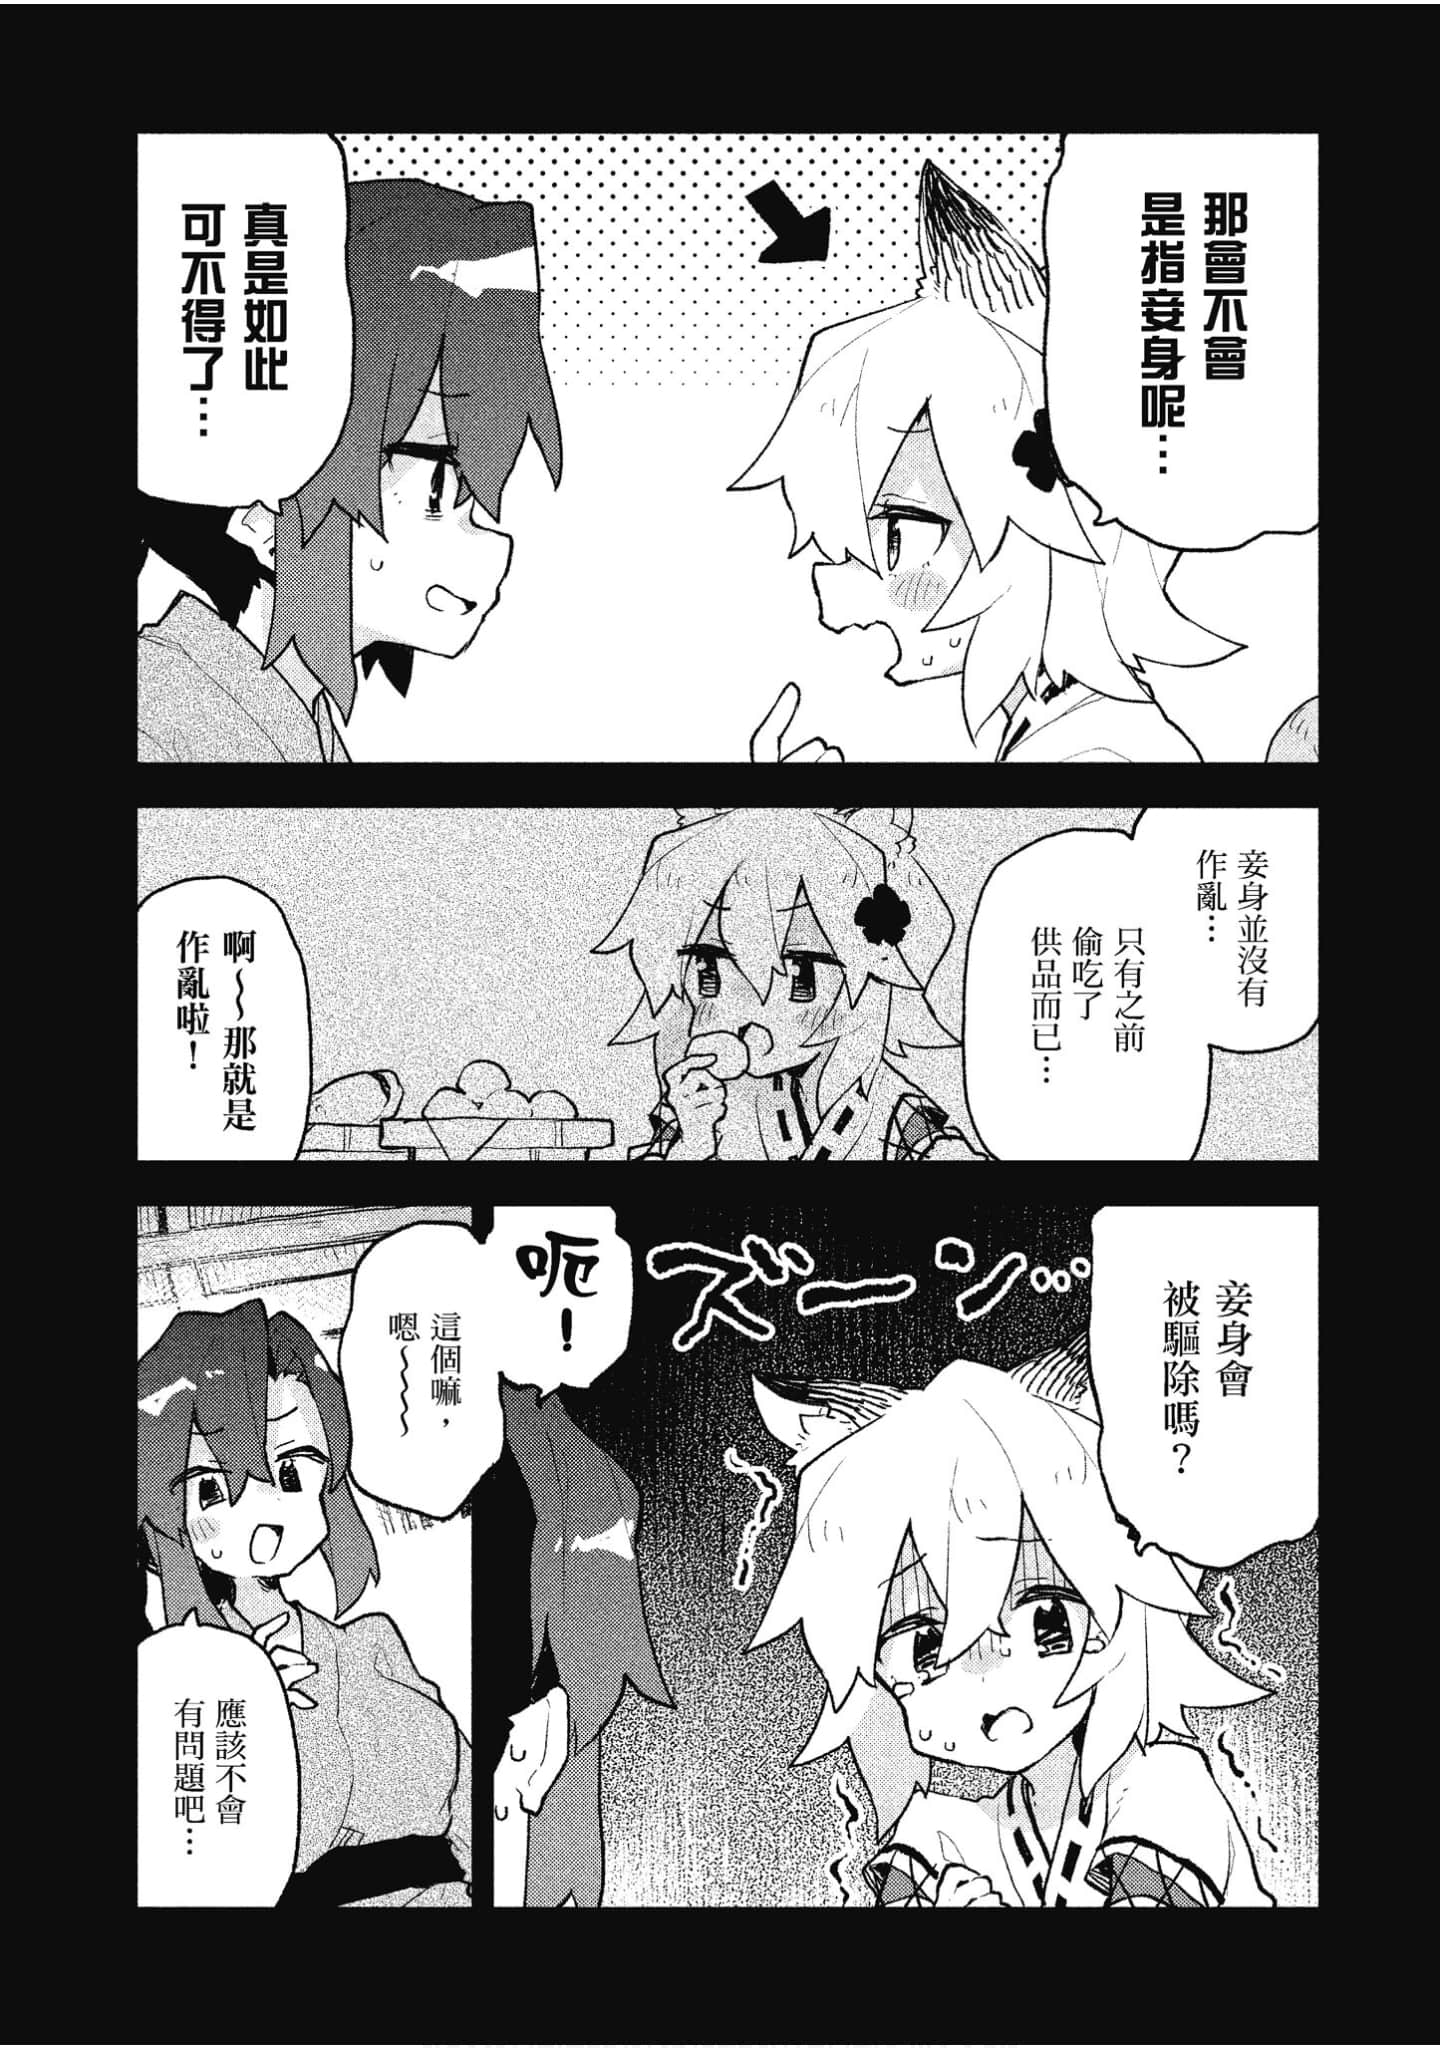 那會不會
是指妾身呢…
真是如此
可不得了…
妾身並沒有
作亂…
只有之前
偷吃了
供品而已…
啊～那就是
作亂啦！
妾身會
被驅除嗎？
ズーン…
呃！
這個嘛，
嗯～～
應該不會
有問題吧…